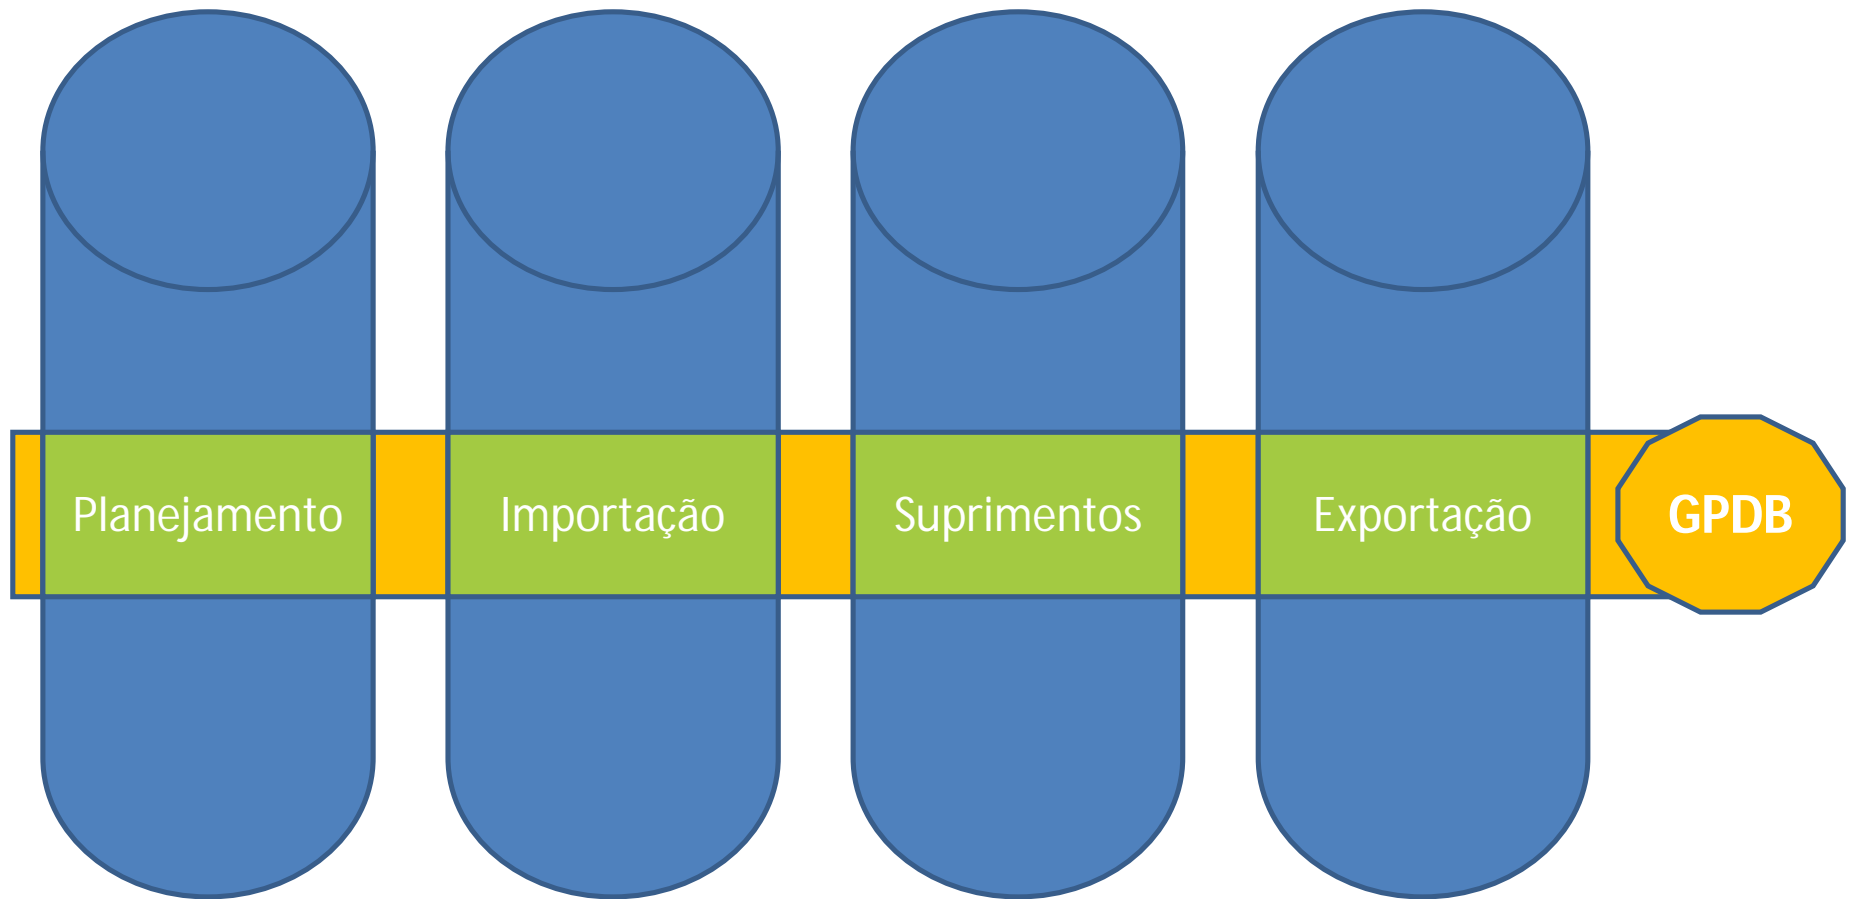 Planejamento
Importação
Suprimentos
Exportação
GPDB